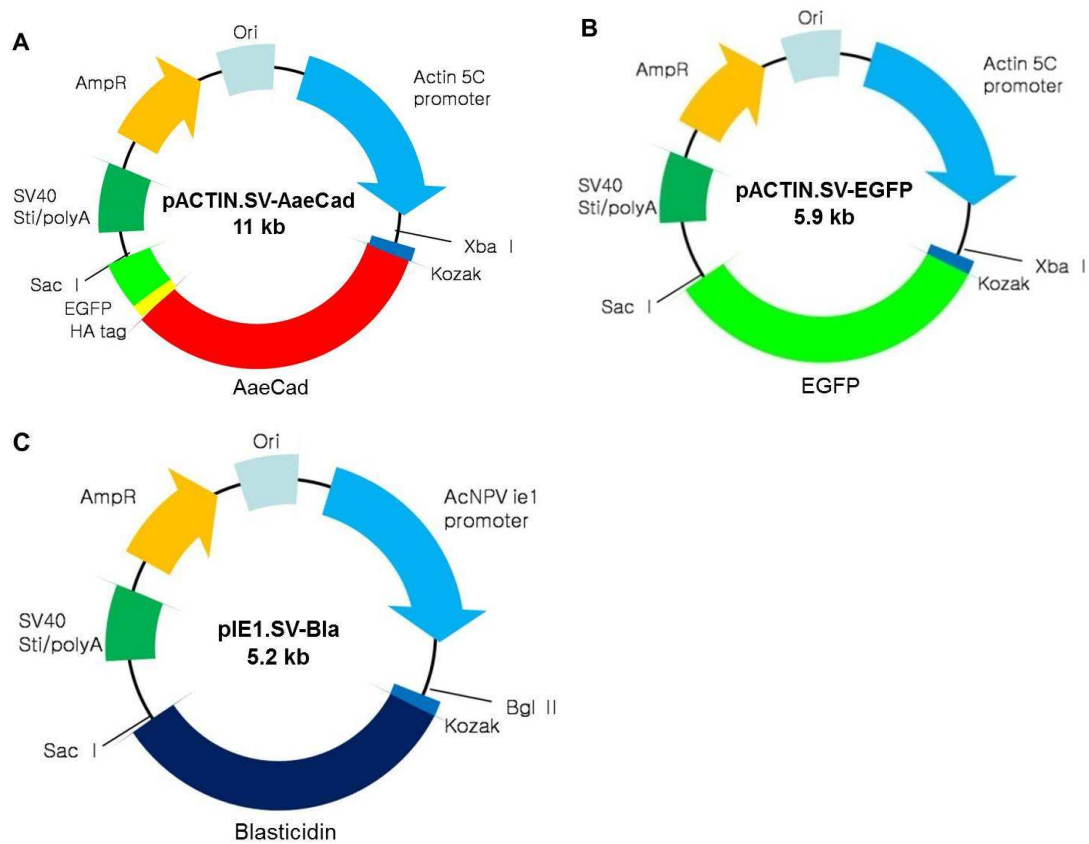 A
Ori
AmpR
Actin 5C
promoter
SV40
Sti/polyA
pACTIN.SV-AaeCad
11 kb
Xba I
Kozak
Sac I
EGFP
HA tag
AaeCad
B
Ori
AmpR
Actin 5C
promoter
SV40
Sti/polyA
pACTIN.SV-EGFP
5.9 kb
Xba I
Kozak
Sac I
EGFP
C
Ori
AmpR
AcNPV ie1
promoter
SV40
Sti/polyA
pIE1.SV-Bla
5.2 kb
Bgl II
Kozak
Sac I
Blasticidin